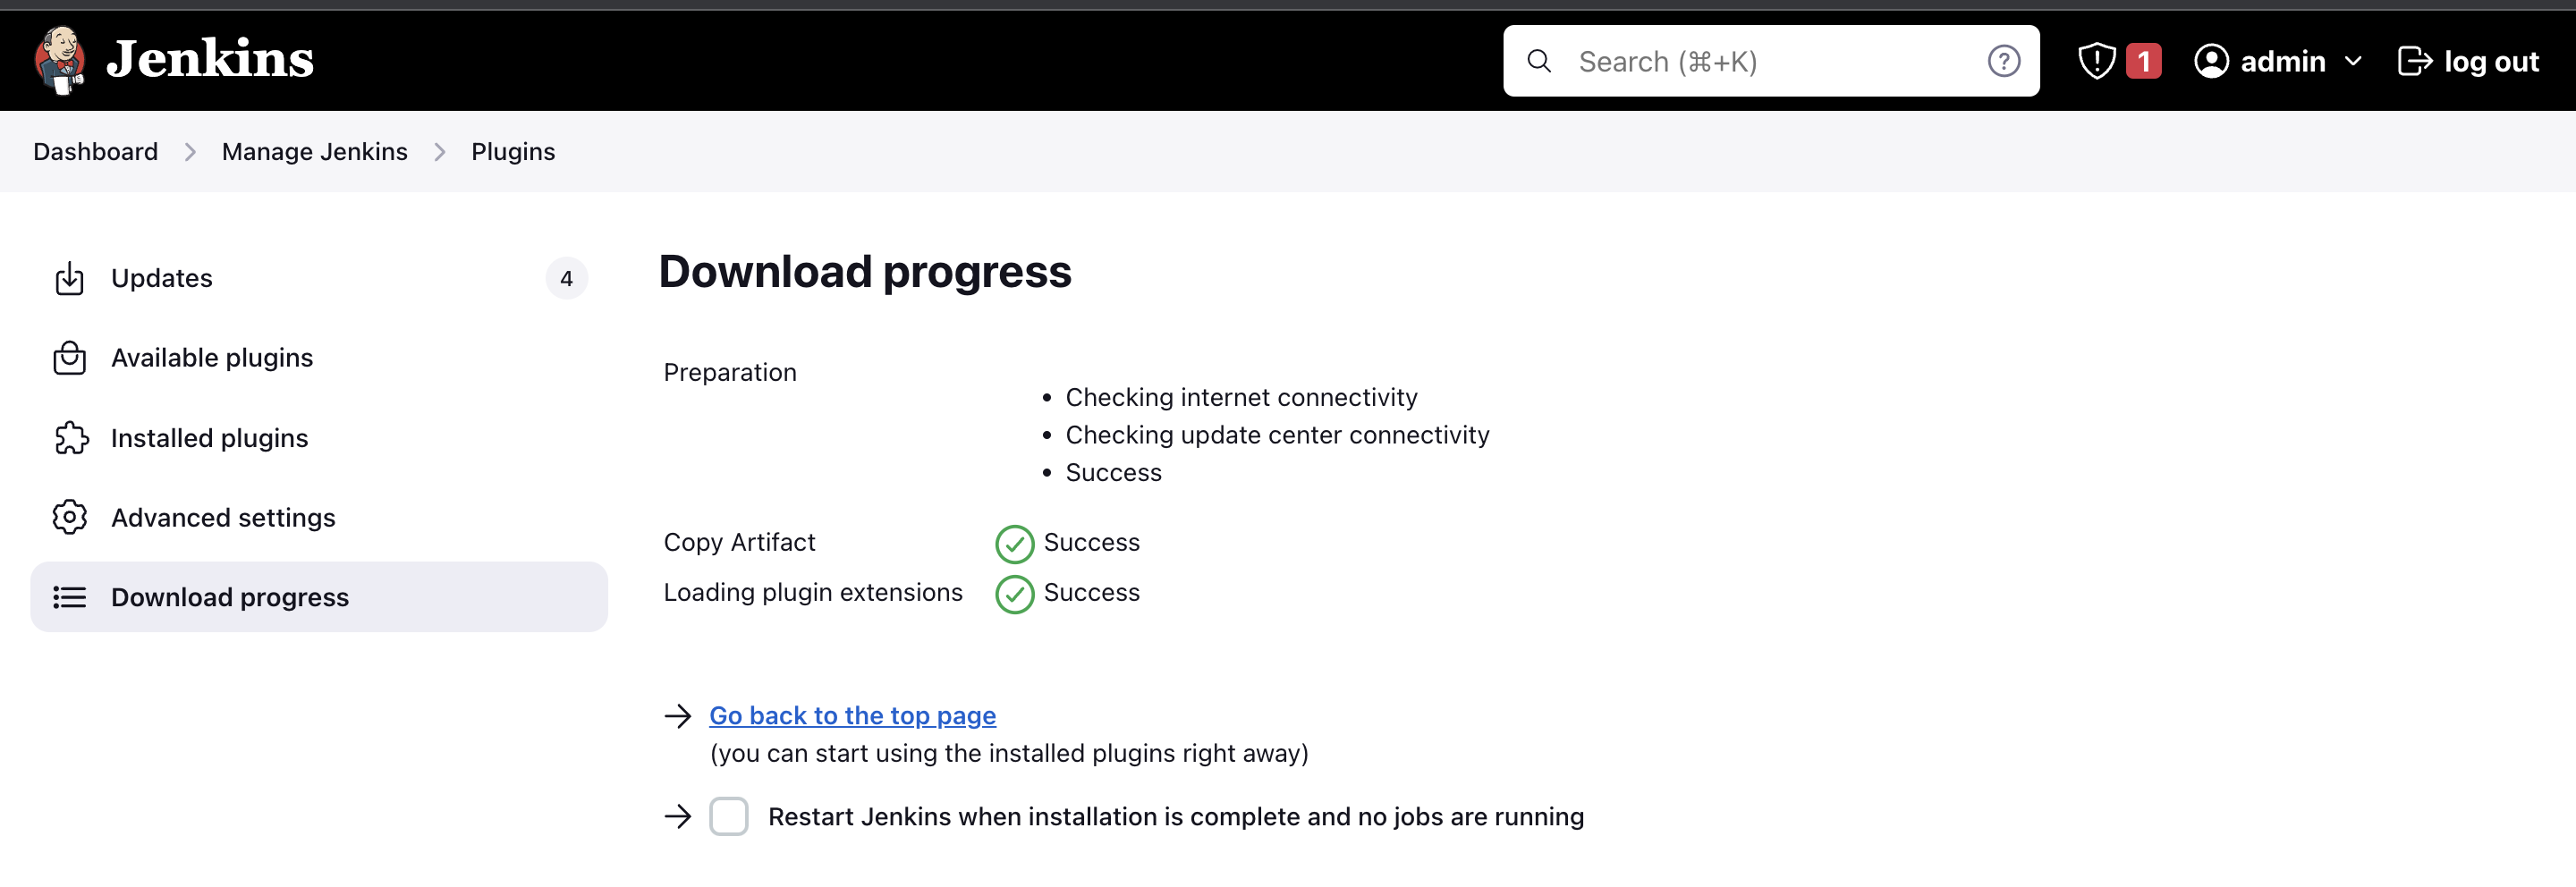 Jenkins
Search (⌘+K)
1
admin
log out
Dashboard
Manage Jenkins
Plugins
Updates
4
Available plugins
Installed plugins
Advanced settings
Download progress
Download progress
Preparation
Checking internet connectivity
Checking update center connectivity
Success
Copy Artifact
Success
Loading plugin extensions
Success
Go back to the top page
(you can start using the installed plugins right away)
Restart Jenkins when installation is complete and no jobs are running